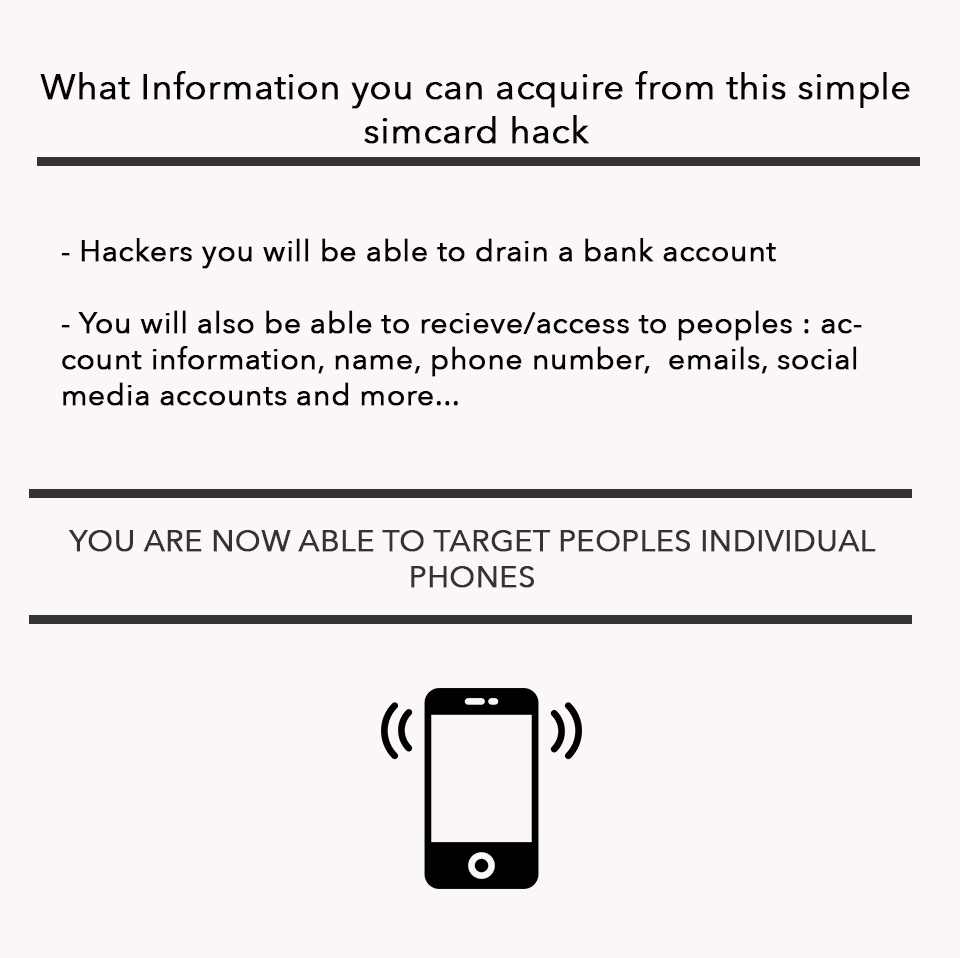 What Information you can acquire from this simple
simcard hack
- Hackers you will be able to drain a bank account
- You will also be able to recieve/access to peoples : ac-
count information, name, phone number,  emails, social
media accounts and more...
YOU ARE NOW ABLE TO TARGET PEOPLES INDIVIDUAL
PHONES